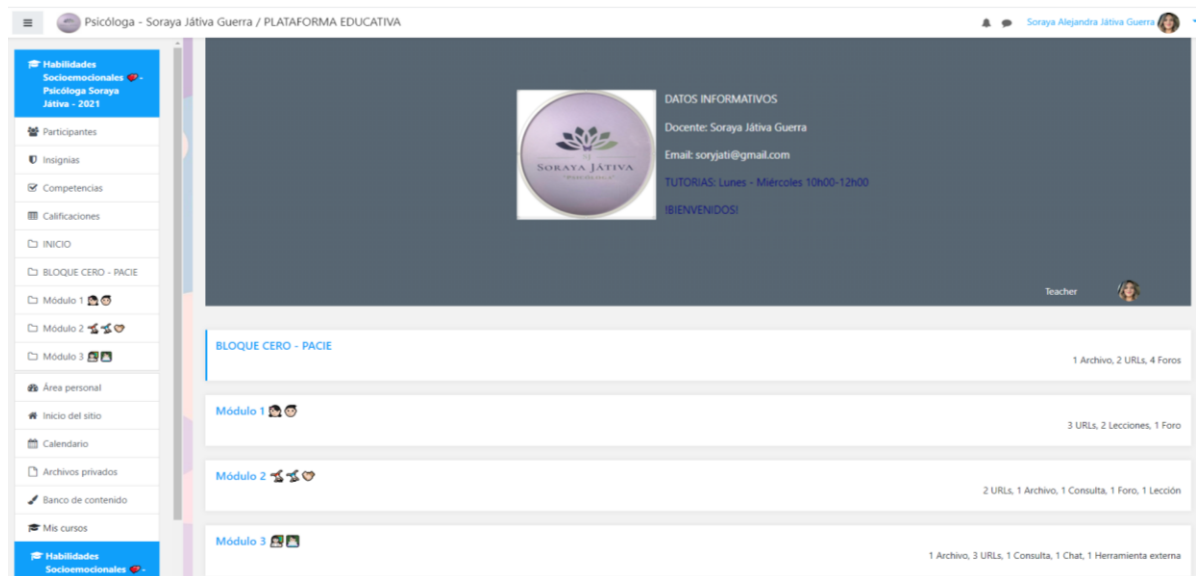 Psicóloga - Soraya Játiva Guerra / PLATAFORMA EDUCATIVA
Soraya Alejandra Játiva Guerra
Habilidades
Socioemocionales -
Psicóloga Soraya
Játiva - 2021
Participantes
Insignias
Competencias
Calificaciones
INICIO
BLOQUE CERO - PACIE
Módulo 1
Módulo 2
Módulo 3
Área personal
Inicio del sitio
Calendario
Archivos privados
Banco de contenido
Mis cursos
Habilidades
Socioemocionales -
SORAYA JÁTIVA
DATOS INFORMATIVOS
Docente: Soraya Játiva Guerra
Email: soryjati@gmail.com
TUTORIAS: Lunes - Miércoles 10h00-12h00
!BIENVENIDOS!
Teacher
BLOQUE CERO - PACIE
1 Archivo, 2 URLs, 4 Foros
Módulo 1
3 URLs, 2 Lecciones, 1 Foro
Módulo 2
2 URLs, 1 Archivo, 1 Consulta, 1 Foro, 1 Lección
Módulo 3
1 Archivo, 3 URLs, 1 Consulta, 1 Chat, 1 Herramienta externa